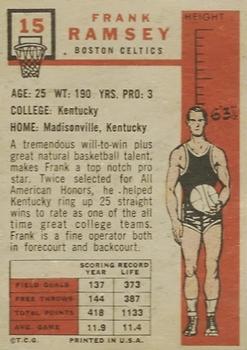 15
FRANK
RAMSEY
BOSTON CELTICS
HEIGHT
AGE: 25 WT: 190 YRS. PRO: 3
COLLEGE: Kentucky
HOME: Madisonville, Kentucky
6'3½
A tremendous will-to-win plus
great natural basketball talent,
makes Frank a top notch pro
star. Twice selected for All
American Honors, he helped
Kentucky ring up 25 straight
wins to rate as one of the all
time great college teams.
Frank is a fine operator both
in forecourt and backcourt.
SCORING RECORD
YEAR LIFE
FIELD GOALS 137 373
FREE THROWS 144 387
TOTAL POINTS 418 1133
AVG. GAME 11.9 11.4
©T.C.G. PRINTED IN U.S.A.